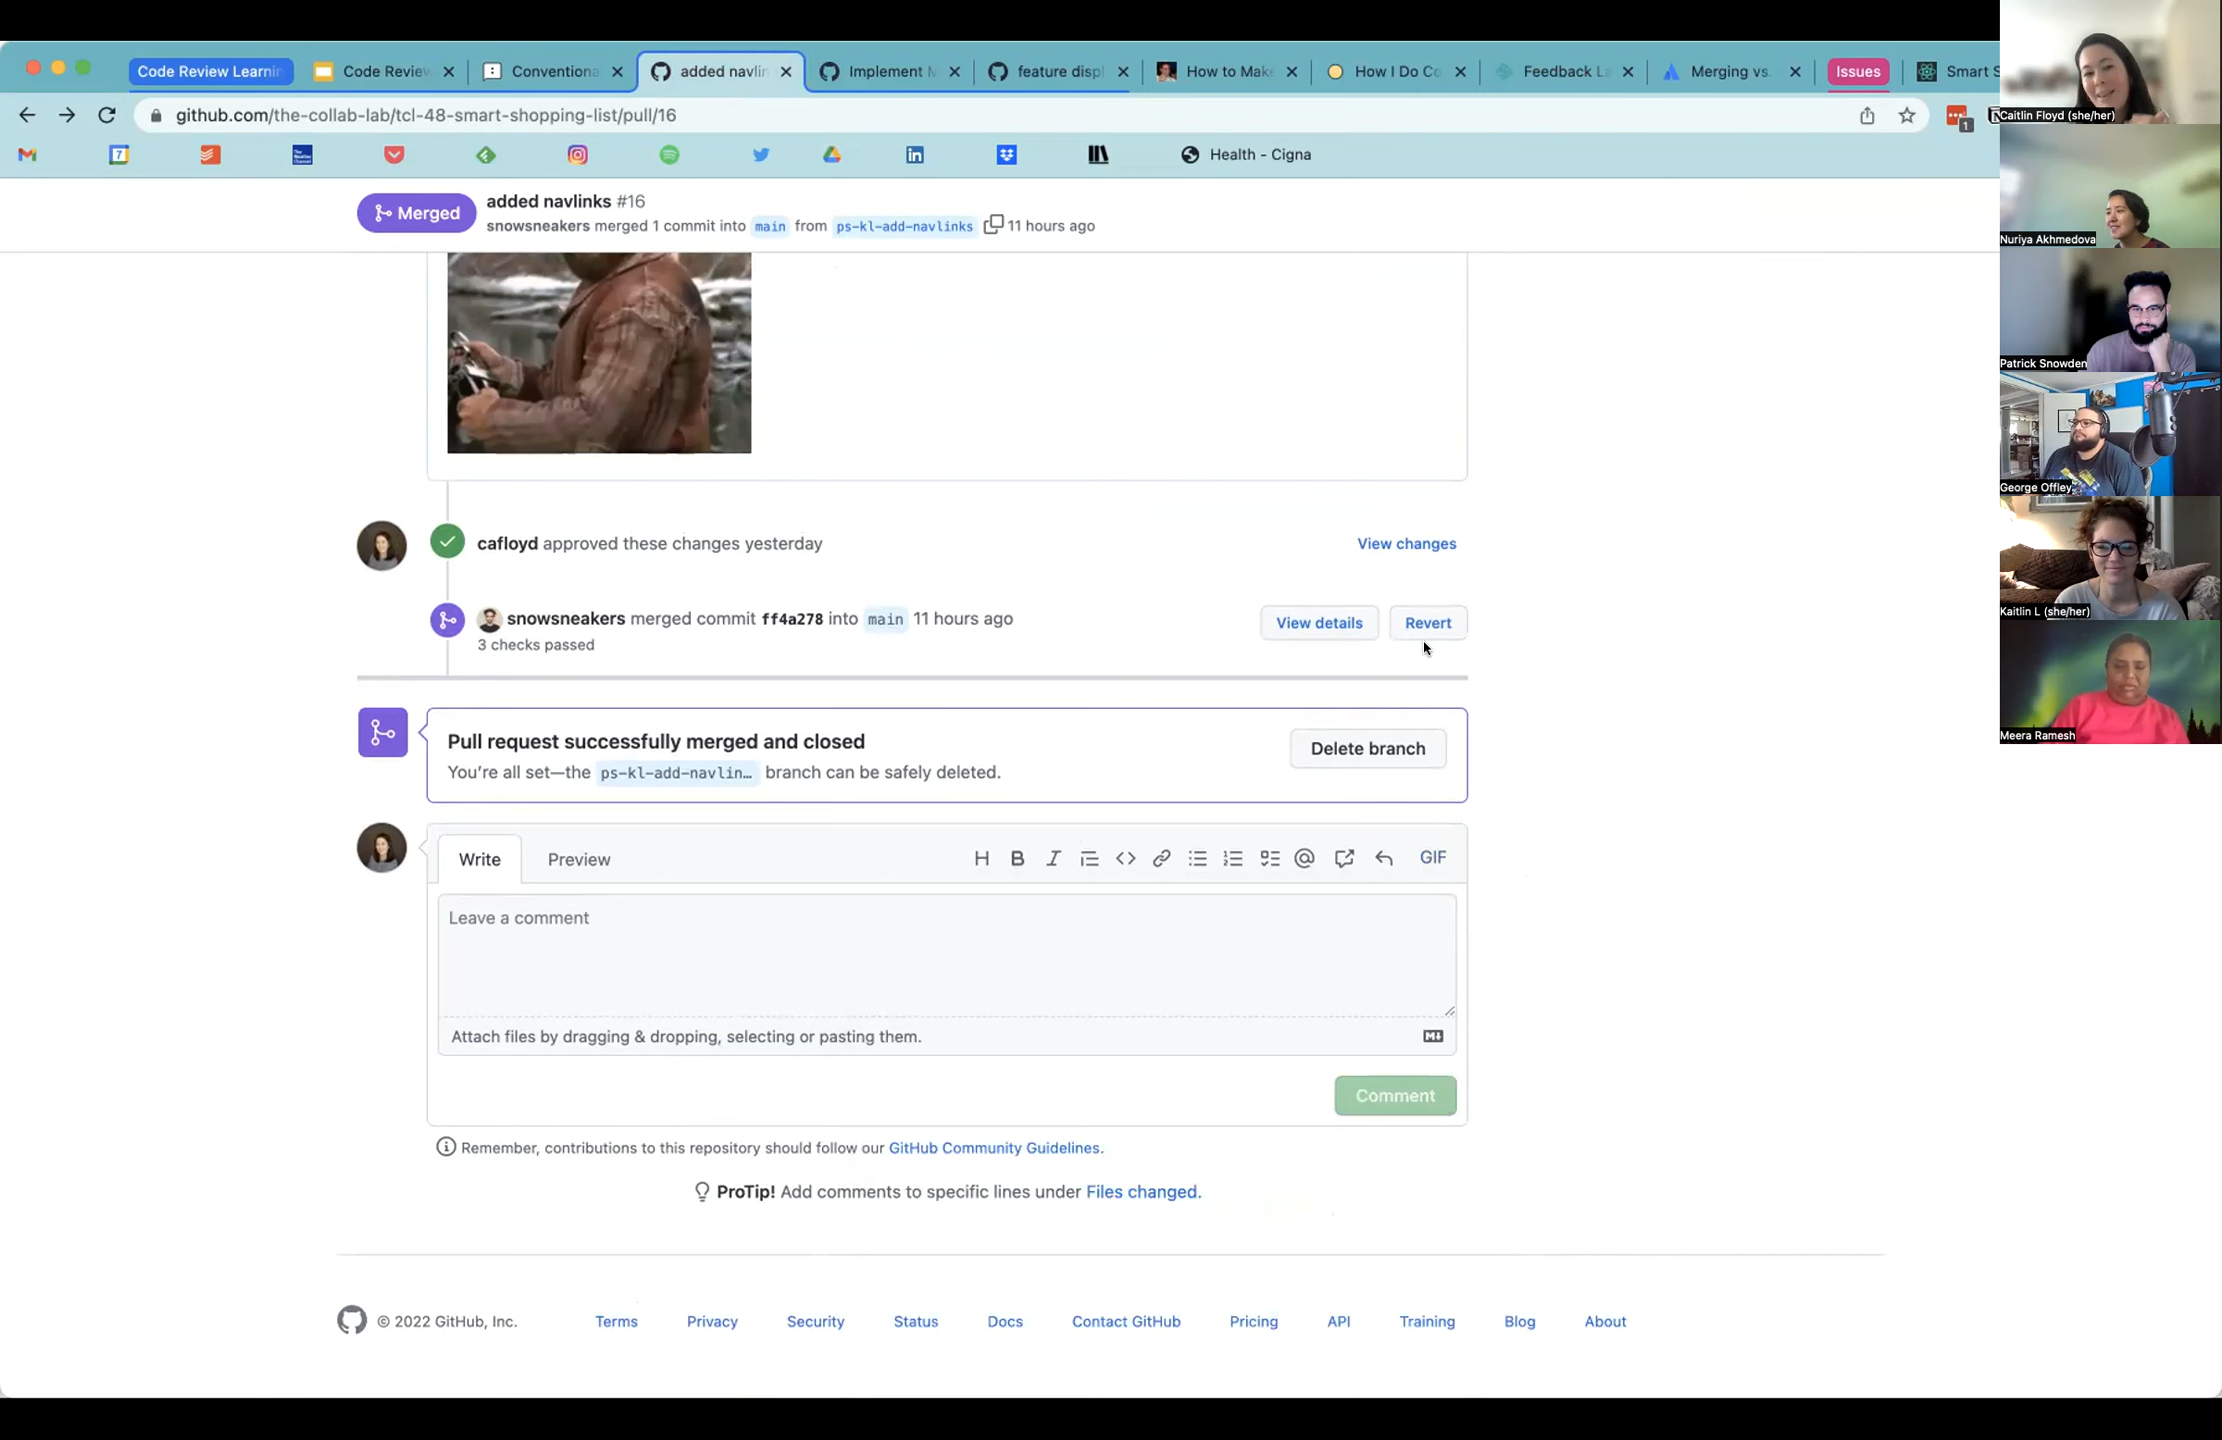 Code Review Learnin
Code Review
Conventiona
added navlin
Implement
feature disp
How to Make
How I Do Co
Feedback La
Merging vs.
Issues
Smart S
github.com/the-collab-lab/tcl-48-smart-shopping-list/pull/16
1
7
Health - Cigna
Merged
added navlinks #16
snowsneakers merged 1 commit into main from ps-kl-add-navlinks 11 hours ago
cafloyd approved these changes yesterday
View changes
snowsneakers merged commit ff4a278 into main 11 hours ago
3 checks passed
View details
Revert
Pull request successfully merged and closed
You're all set—the ps-kl-add-navlin… branch can be safely deleted.
Delete branch
Write
Preview
H B I
GIF
Leave a comment
Attach files by dragging & dropping, selecting or pasting them.
Comment
Remember, contributions to this repository should follow our GitHub Community Guidelines.
ProTip! Add comments to specific lines under Files changed.
© 2022 GitHub, Inc.
Terms
Privacy
Security
Status
Docs
Contact GitHub
Pricing
API
Training
Blog
About
Caitlin Floyd (she/her)
Nuriya Akhmedova
Patrick Snowden
George Offley
Kaitlin L (she/her)
Meera Ramesh